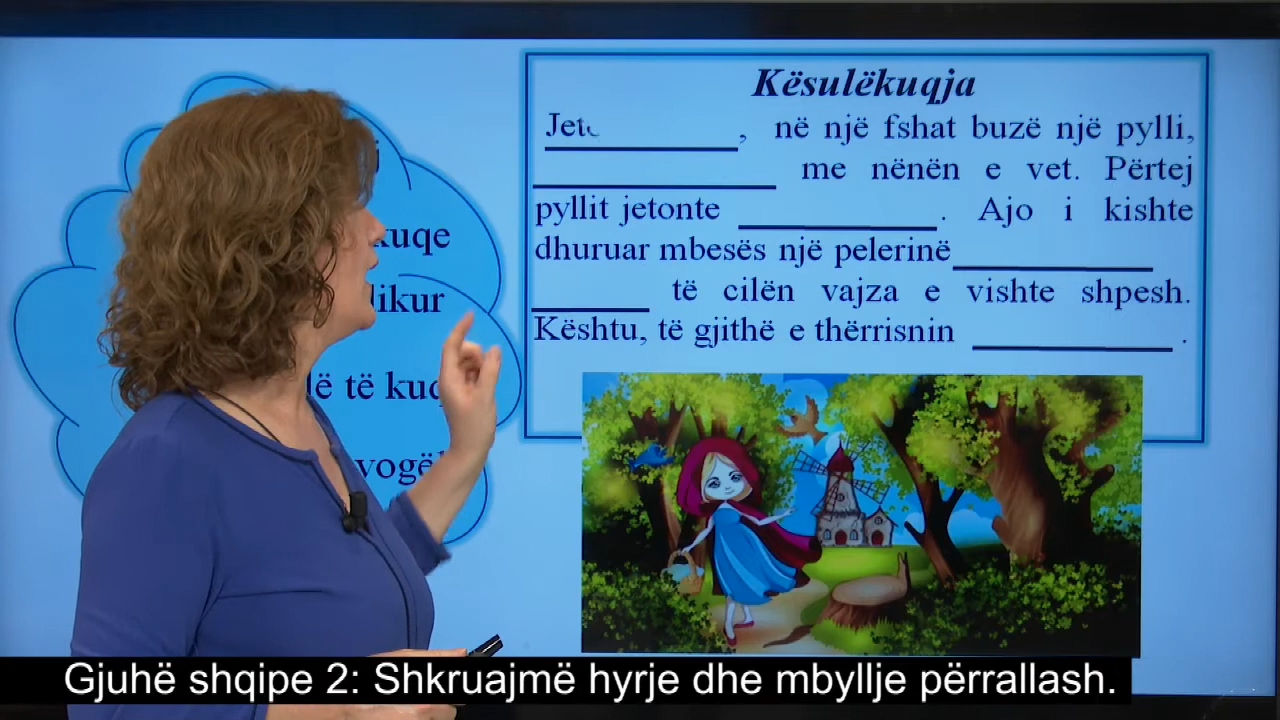 Kësulëkuqja
Jet , në një fshat buzë një pylli,
me nënën e vet. Përtej
pyllit jetonte . Ajo i kishte
dhuruar mbesës një pelerinë
të cilën vajza e vishte shpesh.
Kështu, të gjithë e thërrisnin .
kuqe
dikur
lë të kuq
vogël
Gjuhë shqipe 2: Shkruajmë hyrje dhe mbyllje përrallash.